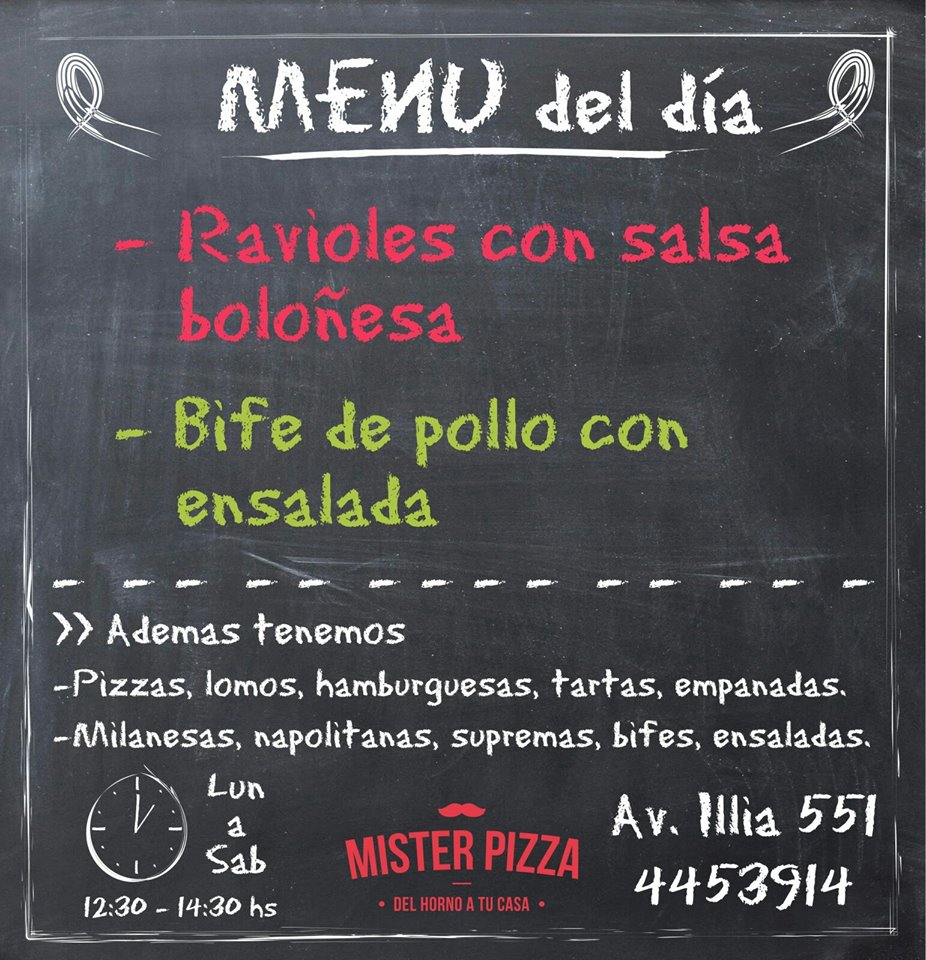 MENU del día
- Ravioles con salsa
boloñesa
- Bife de pollo con
ensalada
>> Ademas tenemos
-Pizzas, lomos, hamburguesas, tartas, empanadas.
-Milanesas, napolitanas, supremas, bifes, ensaladas.
Lun
a
Sab
12:30 - 14:30 hs
MISTER PIZZA
• DEL HORNO A TU CASA •
Av. Illia 551
4453914